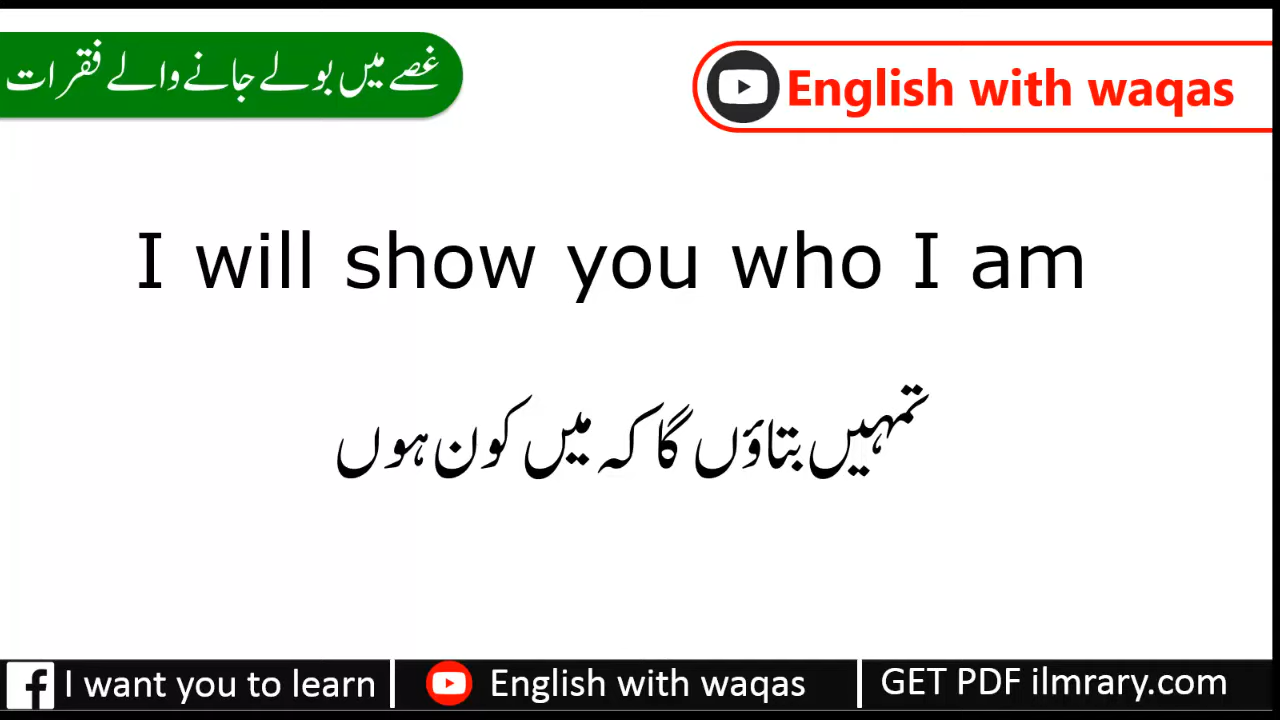 غصے میں بولے جانے والے فقرات
English with waqas
I will show you who I am
تمہیں بتاؤں گا کہ میں کون ہوں
I want you to learn
English with waqas
GET PDF ilmrary.com